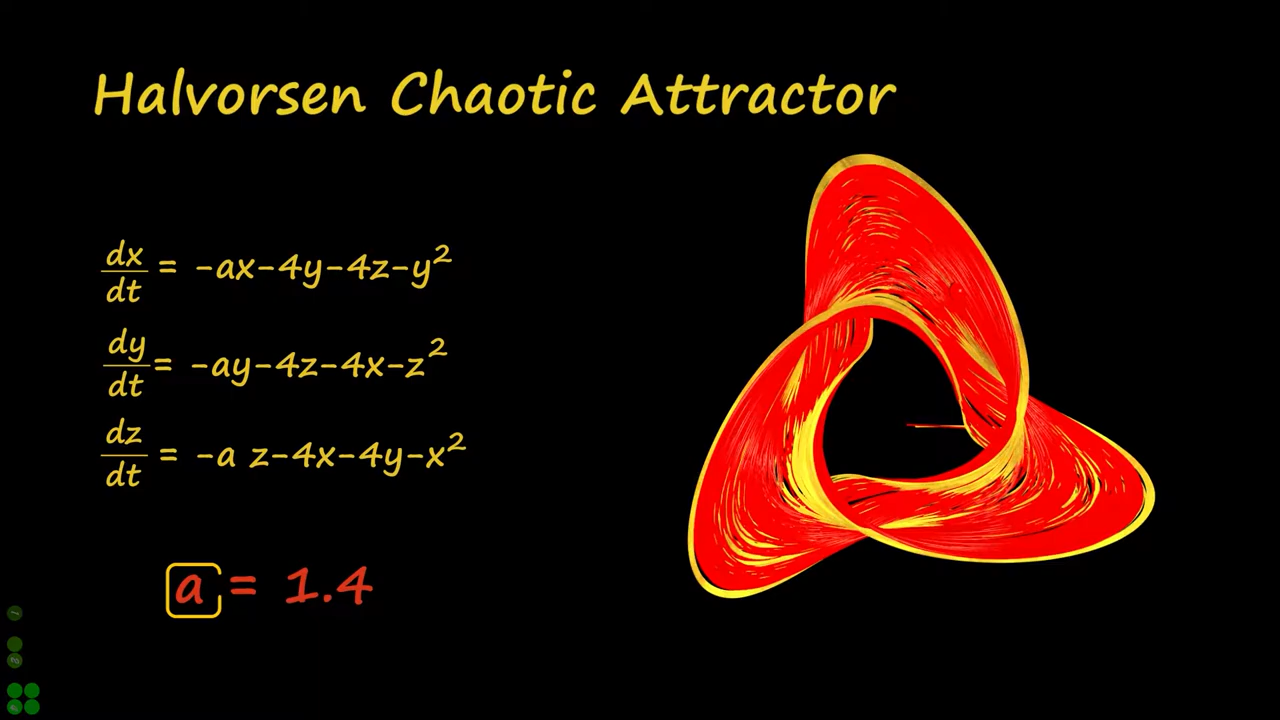 Halvorsen Chaotic Attractor
dx/dt = -ax-4y-4z-y²
dy/dt = -ay-4z-4x-z²
dz/dt = -a z-4x-4y-x²
a = 1.4